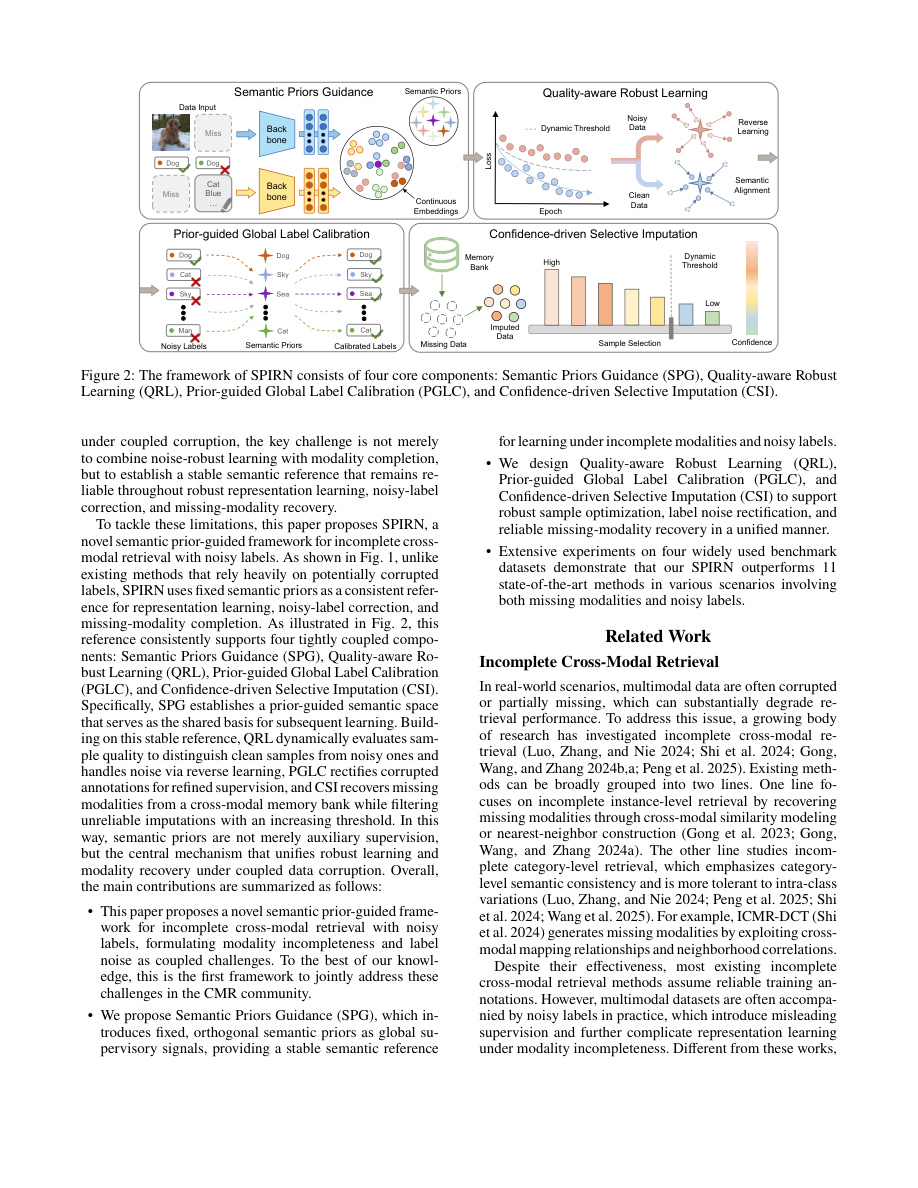 Semantic Priors Guidance
Semantic Priors
Data Input
Miss
Back
bone
Dog
Dog
Miss
Cat
Blue
...
Back
bone
Continuous
Embeddings
Quality-aware Robust Learning
Dynamic Threshold
Loss
Epoch
Noisy
Data
Clean
Data
Reverse
Learning
Semantic
Alignment
Prior-guided Global Label Calibration
Dog
Cat
Sky
Man
Noisy Labels
Dog
Sky
Sea
Cat
Semantic Priors
Dog
Sky
Sea
Cat
Calibrated Labels
Confidence-driven Selective Imputation
Memory
Bank
Missing Data
Imputed
Data
High
Dynamic
Threshold
Low
Sample Selection
Confidence
Figure 2: The framework of SPIRN consists of four core components: Semantic Priors Guidance (SPG), Quality-aware Robust
Learning (QRL), Prior-guided Global Label Calibration (PGLC), and Confidence-driven Selective Imputation (CSI).
under coupled corruption, the key challenge is not merely
to combine noise-robust learning with modality completion,
but to establish a stable semantic reference that remains re-
liable throughout robust representation learning, noisy-label
correction, and missing-modality recovery.
To tackle these limitations, this paper proposes SPIRN, a
novel semantic prior-guided framework for incomplete cross-
modal retrieval with noisy labels. As shown in Fig. 1, unlike
existing methods that rely heavily on potentially corrupted
labels, SPIRN uses fixed semantic priors as a consistent refer-
ence for representation learning, noisy-label correction, and
missing-modality completion. As illustrated in Fig. 2, this
reference consistently supports four tightly coupled compo-
nents: Semantic Priors Guidance (SPG), Quality-aware Ro-
bust Learning (QRL), Prior-guided Global Label Calibration
(PGLC), and Confidence-driven Selective Imputation (CSI).
Specifically, SPG establishes a prior-guided semantic space
that serves as the shared basis for subsequent learning. Build-
ing on this stable reference, QRL dynamically evaluates sam-
ple quality to distinguish clean samples from noisy ones and
handles noise via reverse learning, PGLC rectifies corrupted
annotations for refined supervision, and CSI recovers missing
modalities from a cross-modal memory bank while filtering
unreliable imputations with an increasing threshold. In this
way, semantic priors are not merely auxiliary supervision,
but the central mechanism that unifies robust learning and
modality recovery under coupled data corruption. Overall,
the main contributions are summarized as follows:
• This paper proposes a novel semantic prior-guided frame-
work for incomplete cross-modal retrieval with noisy
labels, formulating modality incompleteness and label
noise as coupled challenges. To the best of our knowl-
edge, this is the first framework to jointly address these
challenges in the CMR community.
• We propose Semantic Priors Guidance (SPG), which in-
troduces fixed, orthogonal semantic priors as global su-
pervisory signals, providing a stable semantic reference
for learning under incomplete modalities and noisy labels.
• We design Quality-aware Robust Learning (QRL),
Prior-guided Global Label Calibration (PGLC), and
Confidence-driven Selective Imputation (CSI) to support
robust sample optimization, label noise rectification, and
reliable missing-modality recovery in a unified manner.
• Extensive experiments on four widely used benchmark
datasets demonstrate that our SPIRN outperforms 11
state-of-the-art methods in various scenarios involving
both missing modalities and noisy labels.
Related Work
Incomplete Cross-Modal Retrieval
In real-world scenarios, multimodal data are often corrupted
or partially missing, which can substantially degrade re-
trieval performance. To address this issue, a growing body
of research has investigated incomplete cross-modal re-
trieval (Luo, Zhang, and Nie 2024; Shi et al. 2024; Gong,
Wang, and Zhang 2024b,a; Peng et al. 2025). Existing meth-
ods can be broadly grouped into two lines. One line fo-
cuses on incomplete instance-level retrieval by recovering
missing modalities through cross-modal similarity modeling
or nearest-neighbor construction (Gong et al. 2023; Gong,
Wang, and Zhang 2024a). The other line studies incom-
plete category-level retrieval, which emphasizes category-
level semantic consistency and is more tolerant to intra-class
variations (Luo, Zhang, and Nie 2024; Peng et al. 2025; Shi
et al. 2024; Wang et al. 2025). For example, ICMR-DCT (Shi
et al. 2024) generates missing modalities by exploiting cross-
modal mapping relationships and neighborhood correlations.
Despite their effectiveness, most existing incomplete
cross-modal retrieval methods assume reliable training an-
notations. However, multimodal datasets are often accompa-
nied by noisy labels in practice, which introduce misleading
supervision and further complicate representation learning
under modality incompleteness. Different from these works,